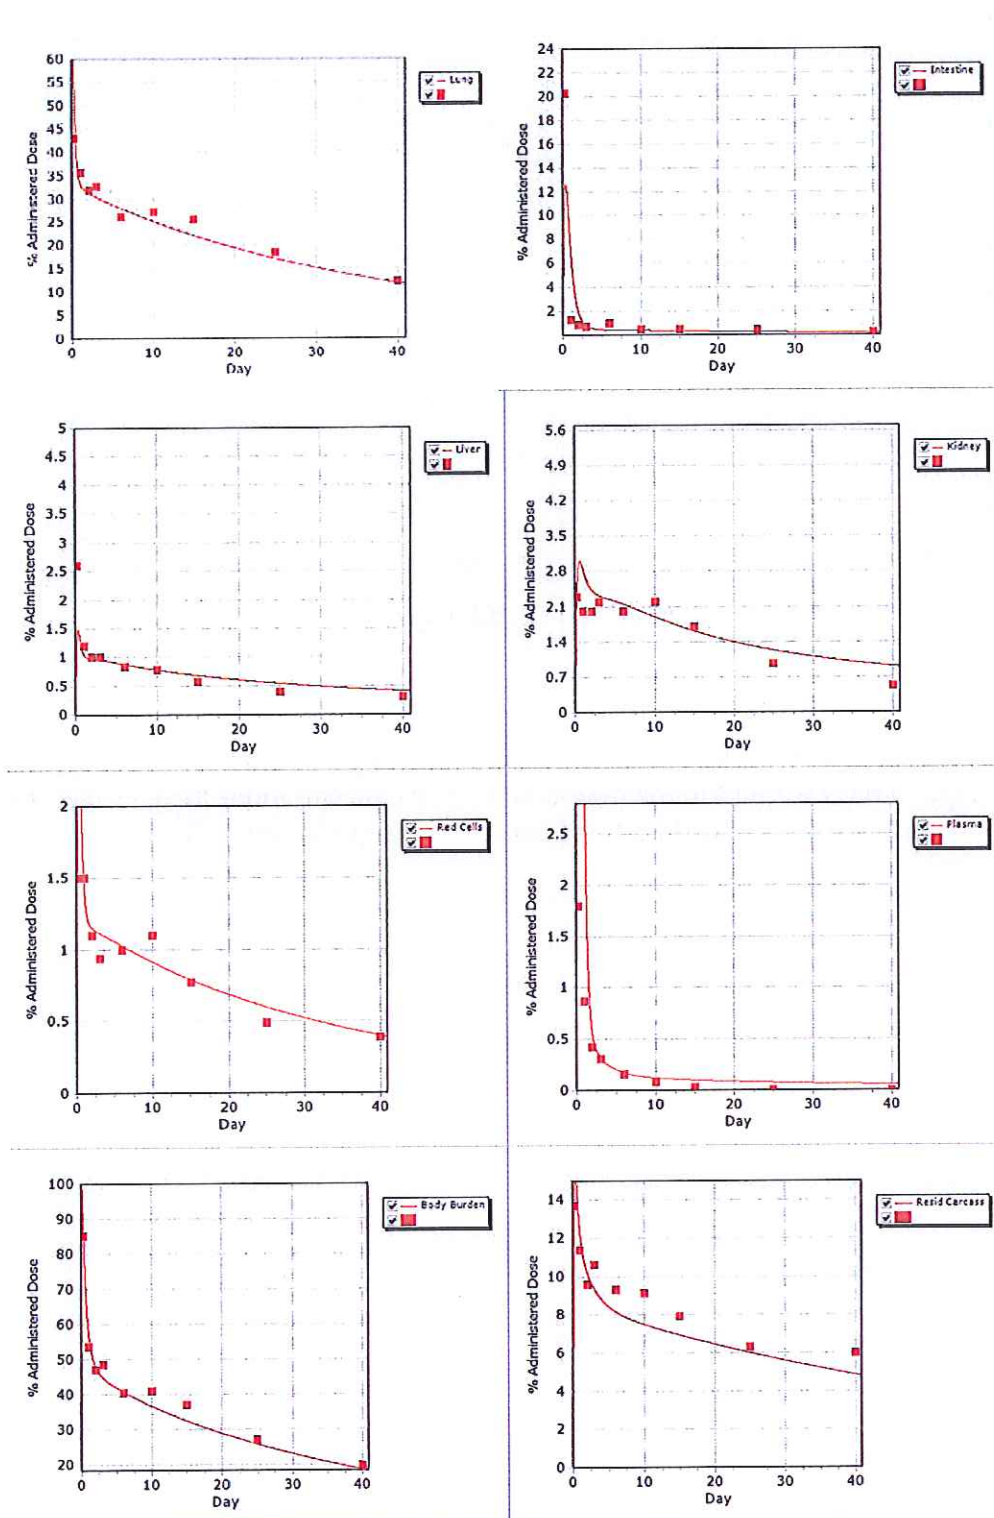 60
55
50
45
40
35
30
25
20
15
10
5
0
% Administered Dose
0 10 20 30 40
Day
Lung
24
22
20
18
16
14
12
10
8
6
4
2
% Administered Dose
0 10 20 30 40
Day
Intestine
5
4.5
4
3.5
3
2.5
2
1.5
1
0.5
0
% Administered Dose
0 10 20 30 40
Day
Liver
5.6
4.9
4.2
3.5
2.8
2.1
1.4
0.7
0
% Administered Dose
0 10 20 30 40
Day
Kidney
2
1.5
1
0.5
0
% Administered Dose
0 10 20 30 40
Day
Red Cells
2.5
2
1.5
1
0.5
0
% Administered Dose
0 10 20 30 40
Day
Plasma
100
90
80
70
60
50
40
30
20
% Administered Dose
0 10 20 30 40
Day
Body Burden
14
12
10
8
6
4
2
0
% Administered Dose
0 10 20 30 40
Day
Resid Carcass